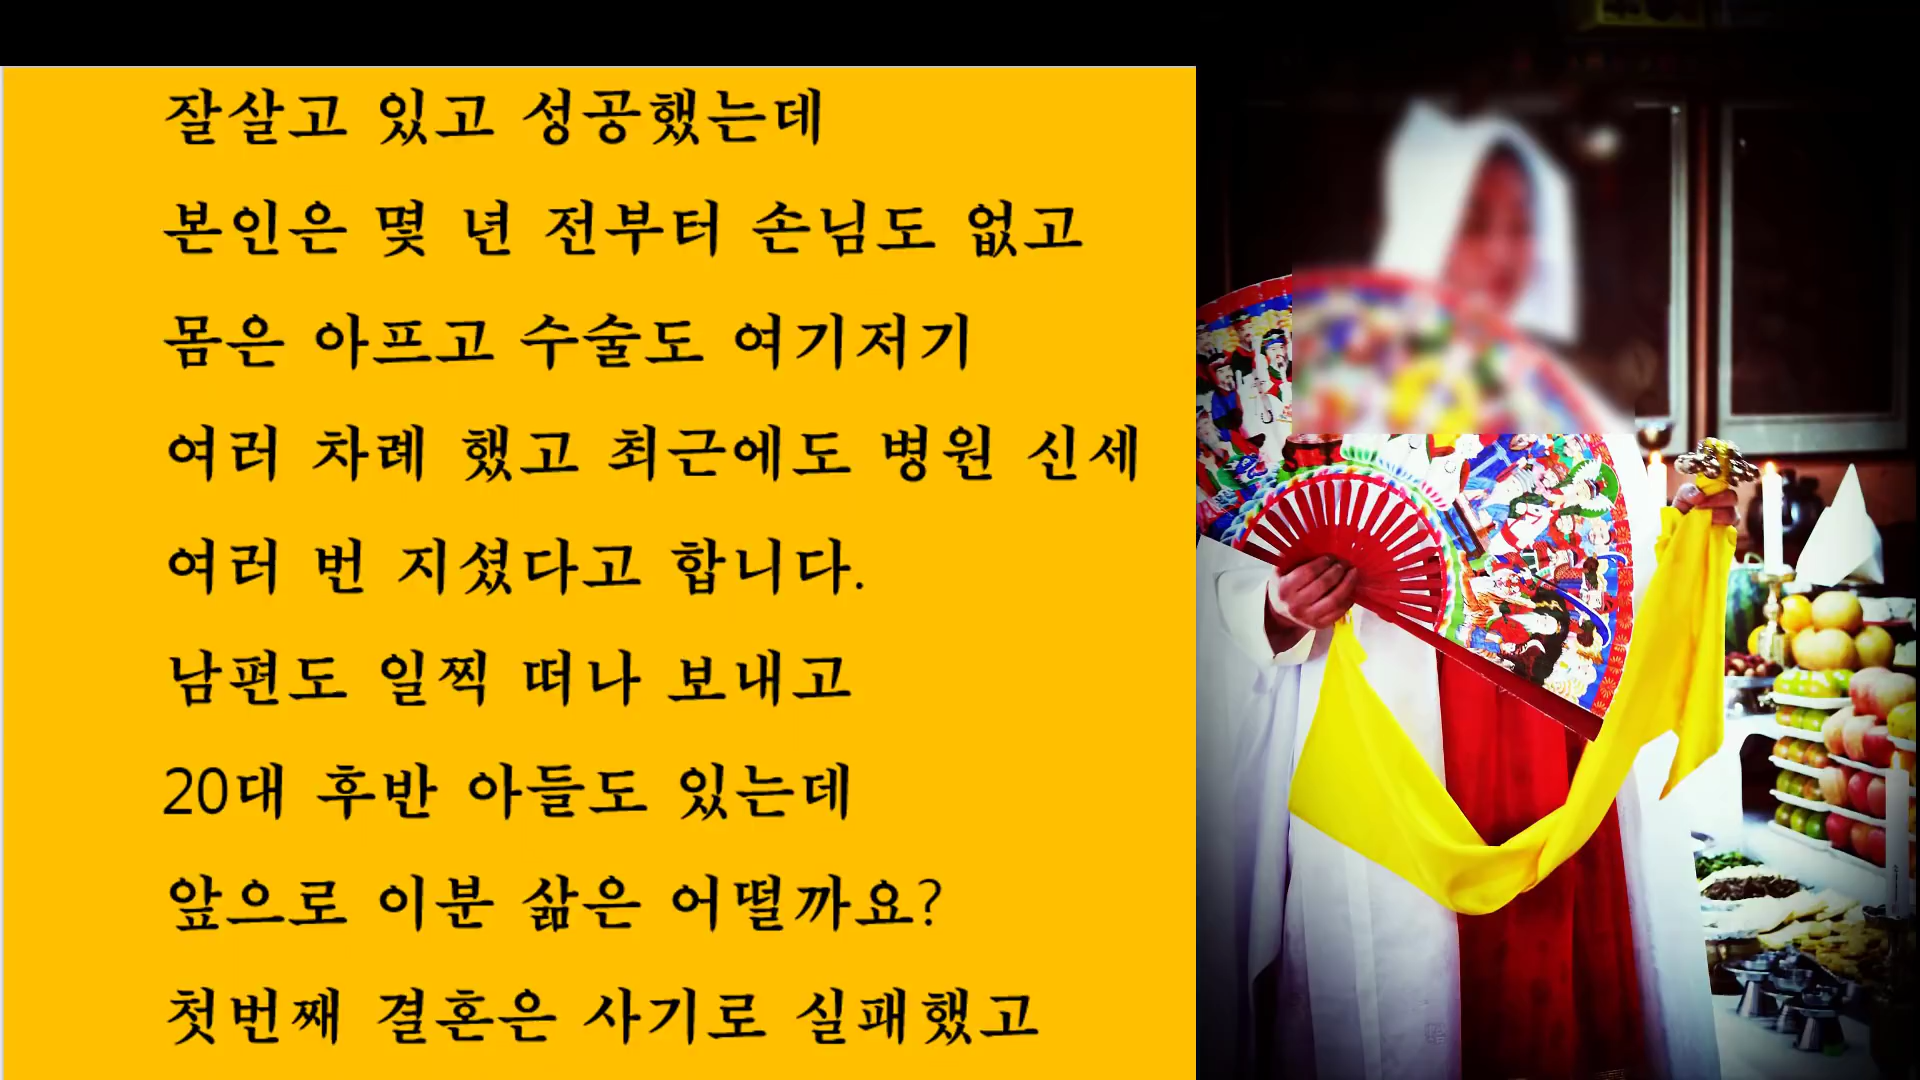 잘살고 있고 성공했는데
본인은 몇 년 전부터 손님도 없고
몸은 아프고 수술도 여기저기
여러 차례 했고 최근에도 병원 신세
여러 번 지셨다고 합니다.
남편도 일찍 떠나 보내고
20대 후반 아들도 있는데
앞으로 이분 삶은 어떨까요?
첫번째 결혼은 사기로 실패했고